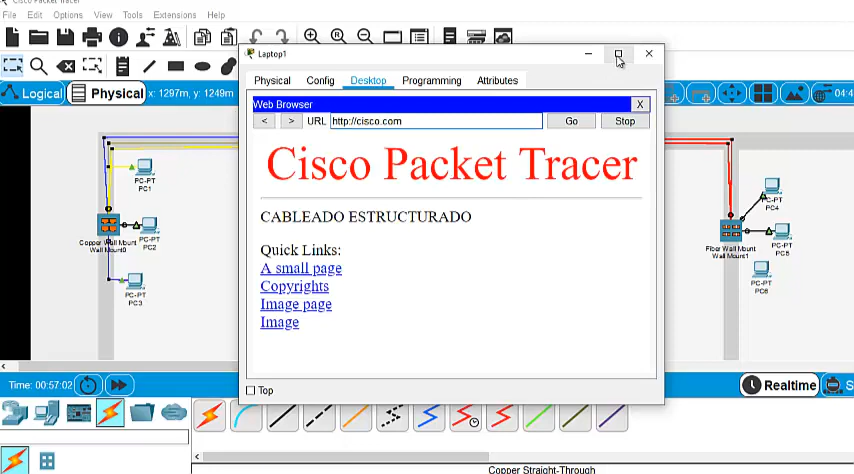 Cisco Packet Tracer
File Edit Options View Tools Extensions Help
Laptop1
Physical Config Desktop Programming Attributes
Logical Physical x: 1297m, y: 1249m
04:4
Web Browser X
< > URL http://cisco.com Go Stop
Cisco Packet Tracer
CABLEADO ESTRUCTURADO
Quick Links:
A small page
Copyrights
Image page
Image
PC-PT
PC1
Copper Wall Mount
Wall Mount0
PC-PT
PC2
PC-PT
PC3
PC-PT
PC4
Fiber Wall Mount
Wall Mount1
PC-PT
PC5
PC-PT
PC6
Top
Time: 00:57:02
Realtime
S
Copper Straight-Through